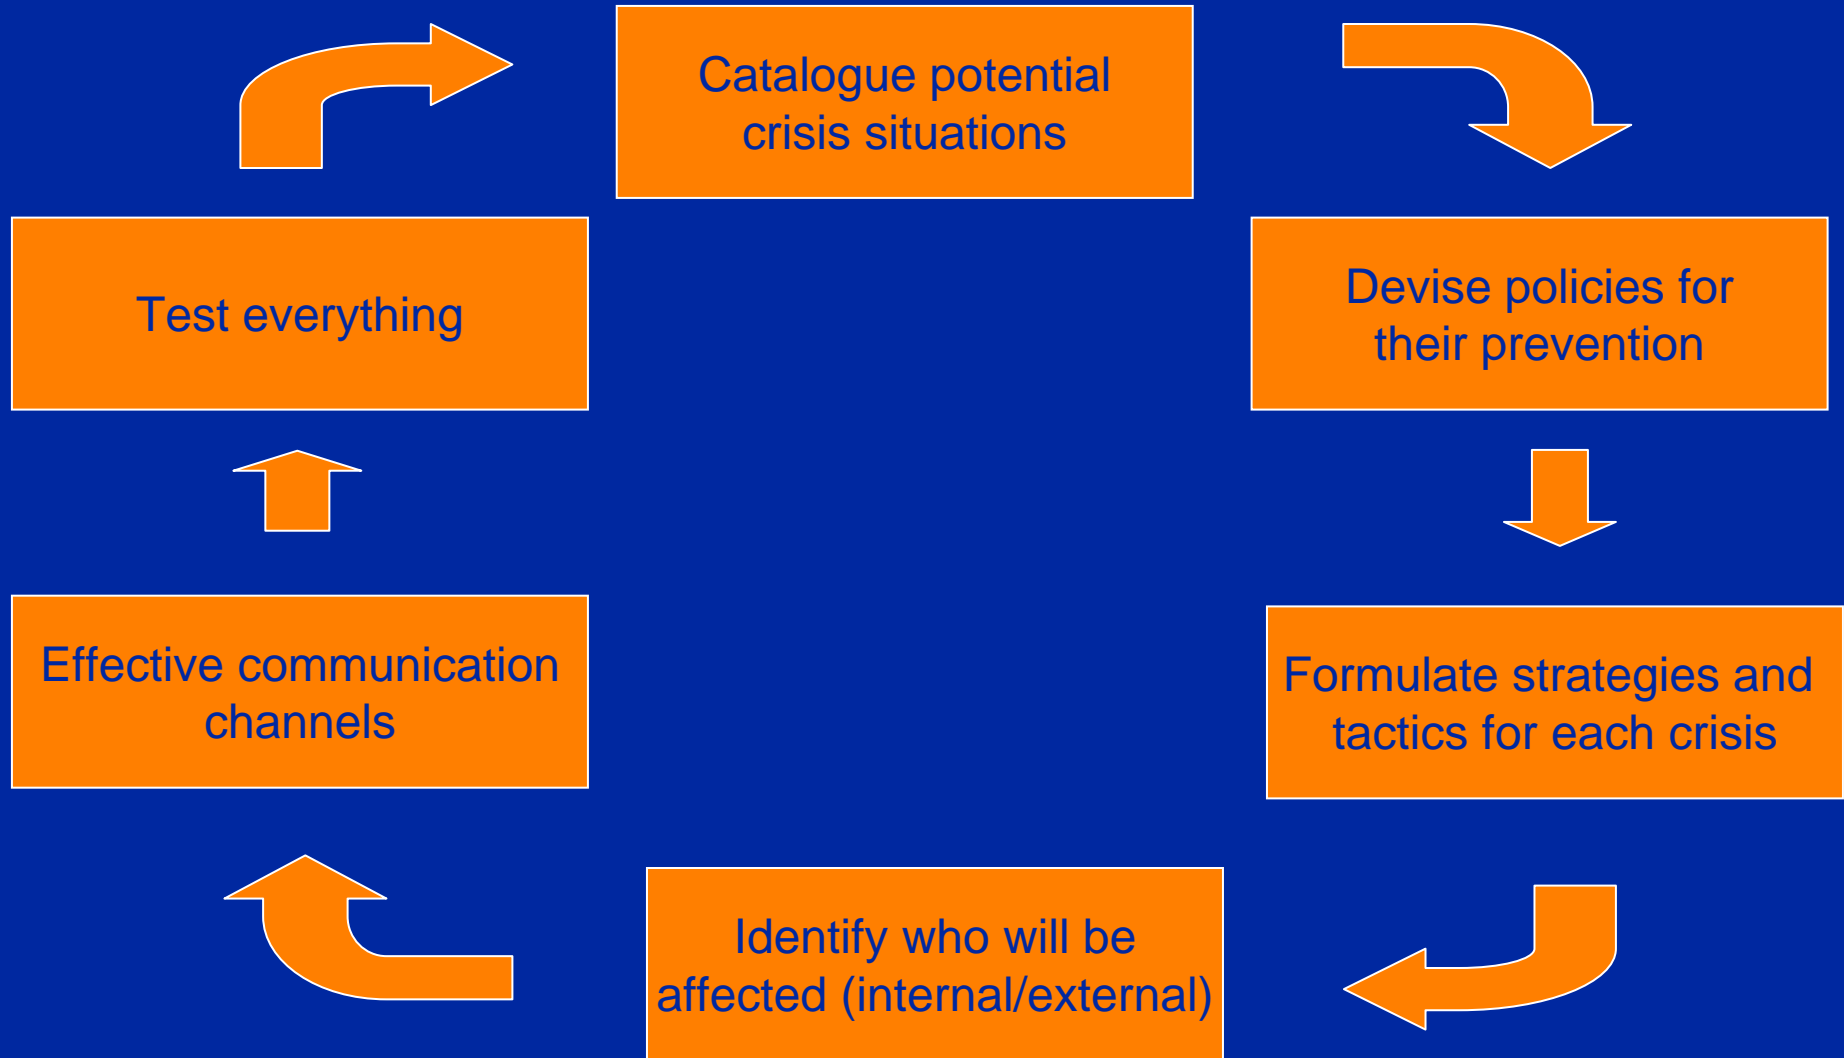 Catalogue potential
crisis situations
Devise policies for
their prevention
Formulate strategies and
tactics for each crisis
Identify who will be
affected (internal/external)
Effective communication
channels
Test everything